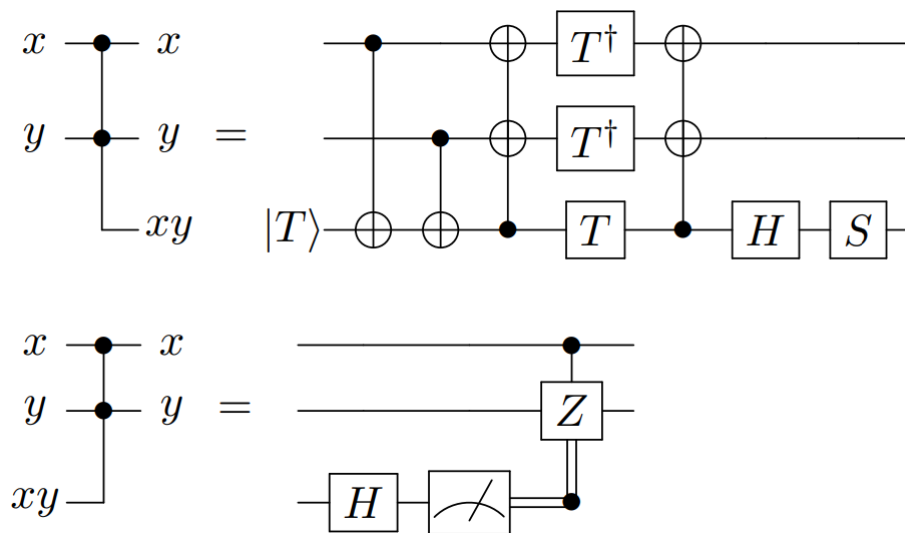 x x T†
y y = T†
xy |T⟩ T H S
x x
y y = Z
xy H